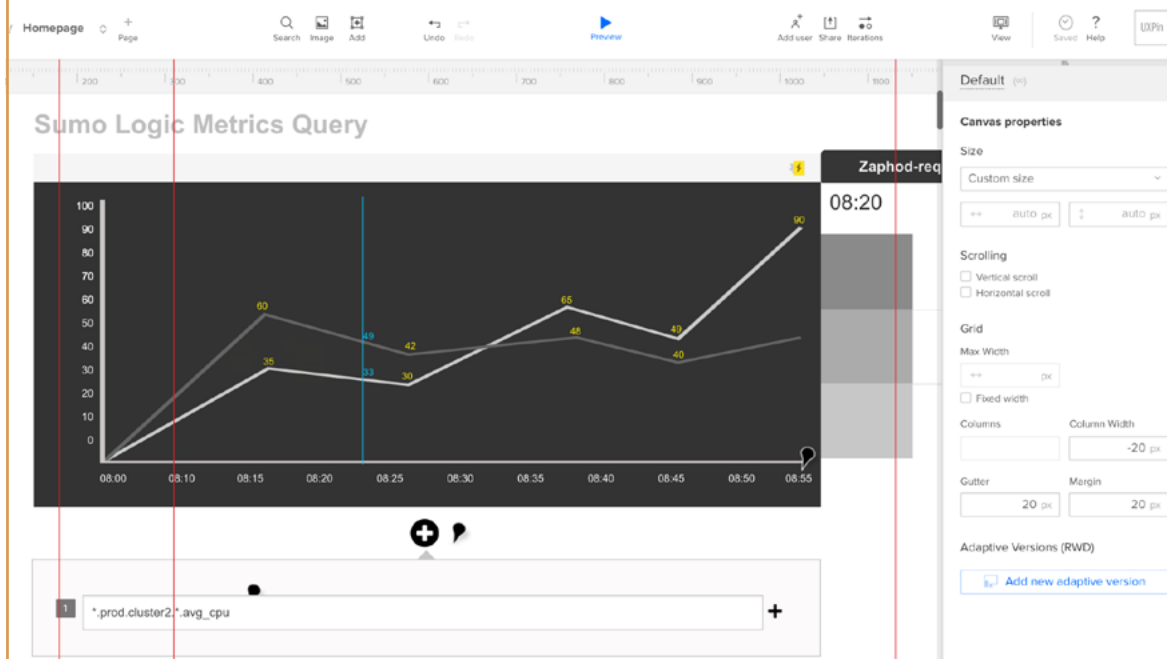 / Homepage
Page
Search Image Add
Undo Redo
Preview
Add user Share Iterations
View
Saved Help
UXPin
200 300 400 500 600 700 800 900 1000 1100
Default (∞)
Sumo Logic Metrics Query
Canvas properties
Size
Custom size
auto px auto px
Zaphod-req
08:20
100
90
80
70
60
50
40
30
20
10
0
60
35
49
33
42
30
65
48
49
40
90
08:00 08:10 08:15 08:20 08:25 08:30 08:35 08:40 08:45 08:50 08:55
Scrolling
Vertical scroll
Horizontal scroll
Grid
Max Width
px
Fixed width
Columns Column Width
-20 px
Gutter Margin
20 px 20 px
Adaptive Versions (RWD)
Add new adaptive version
1
*.prod.cluster2.*.avg_cpu